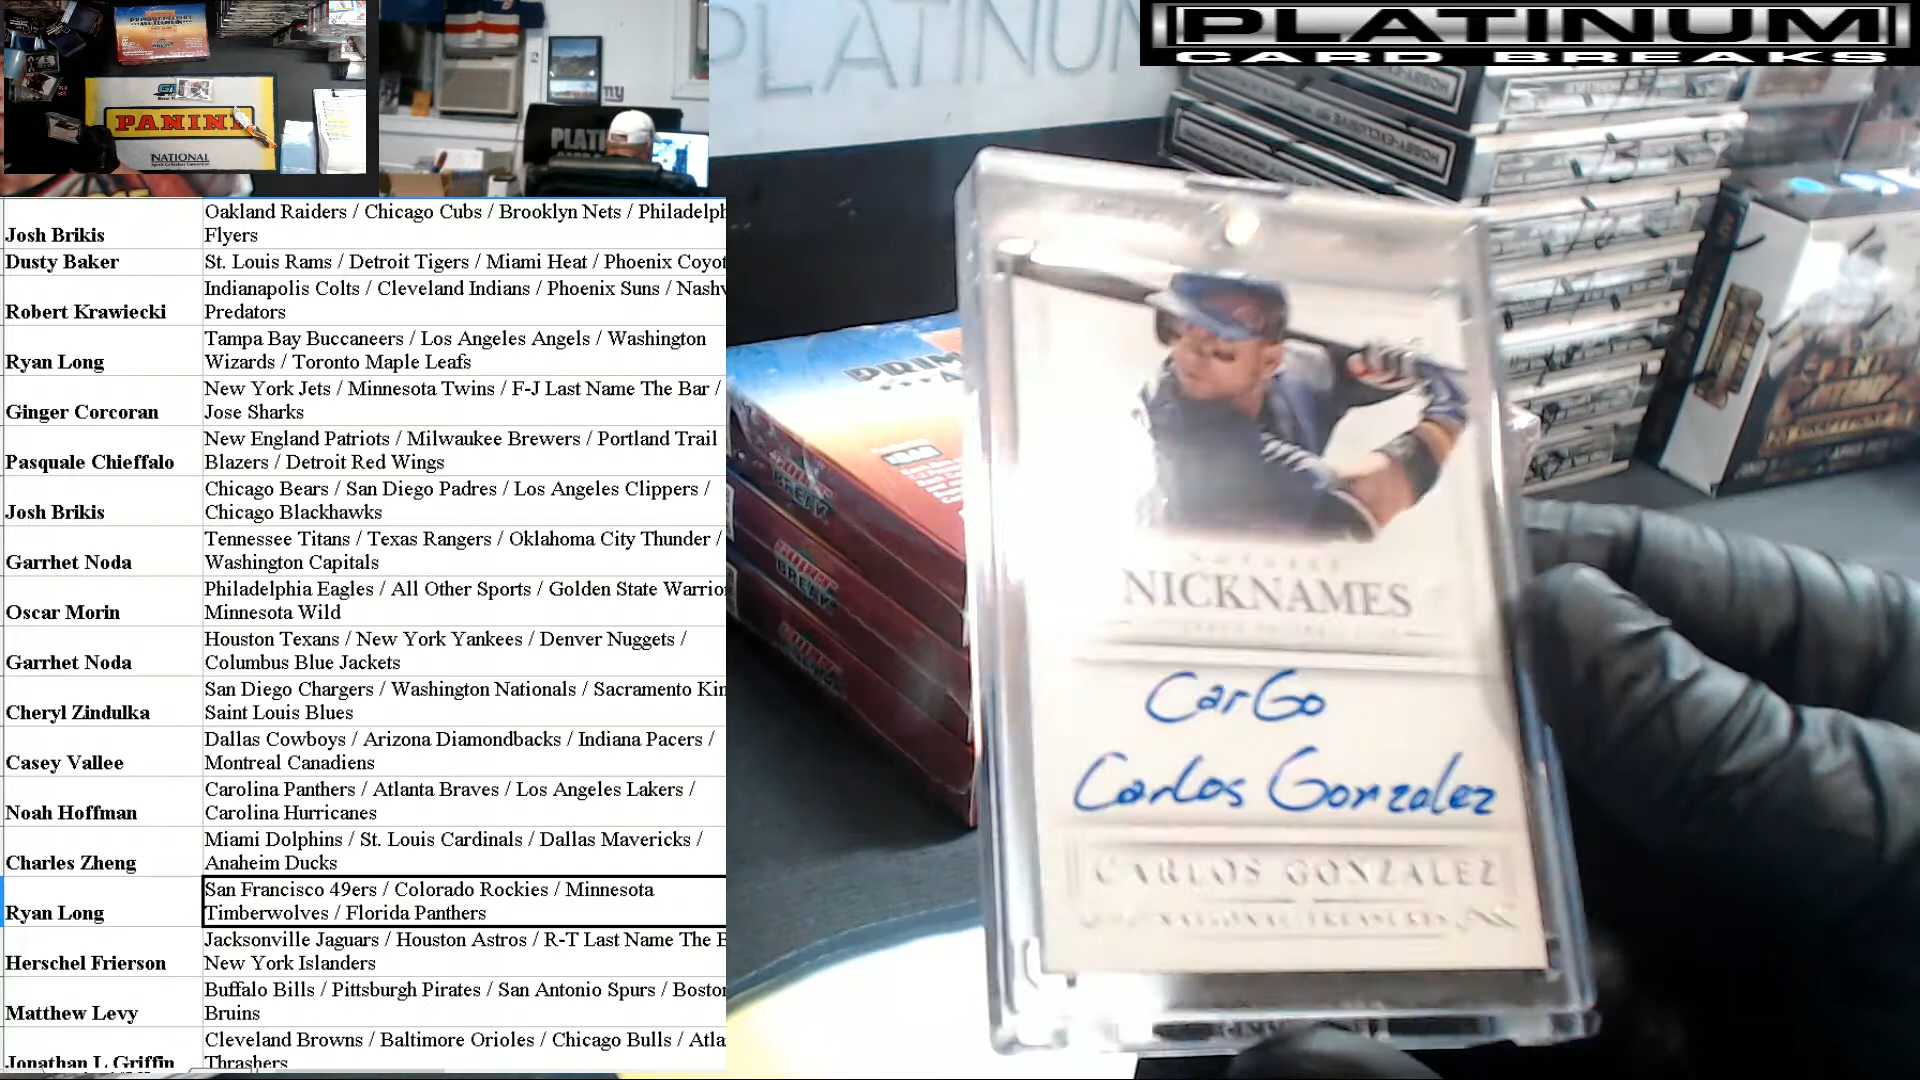 PLATINUM
CARD BREAKS
PLATINUM
PANINI
NATIONAL
PLATI
ny
Josh Brikis
Oakland Raiders / Chicago Cubs / Brooklyn Nets / Philadelph
Flyers
Dusty Baker
St. Louis Rams / Detroit Tigers / Miami Heat / Phoenix Coyot
Robert Krawiecki
Indianapolis Colts / Cleveland Indians / Phoenix Suns / Nashv
Predators
Ryan Long
Tampa Bay Buccaneers / Los Angeles Angels / Washington
Wizards / Toronto Maple Leafs
Ginger Corcoran
New York Jets / Minnesota Twins / F-J Last Name The Bar /
Jose Sharks
Pasquale Chieffalo
New England Patriots / Milwaukee Brewers / Portland Trail
Blazers / Detroit Red Wings
Josh Brikis
Chicago Bears / San Diego Padres / Los Angeles Clippers /
Chicago Blackhawks
Garrhet Noda
Tennessee Titans / Texas Rangers / Oklahoma City Thunder /
Washington Capitals
Oscar Morin
Philadelphia Eagles / All Other Sports / Golden State Warrior
Minnesota Wild
Garrhet Noda
Houston Texans / New York Yankees / Denver Nuggets /
Columbus Blue Jackets
Cheryl Zindulka
San Diego Chargers / Washington Nationals / Sacramento Kin
Saint Louis Blues
Casey Vallee
Dallas Cowboys / Arizona Diamondbacks / Indiana Pacers /
Montreal Canadiens
Noah Hoffman
Carolina Panthers / Atlanta Braves / Los Angeles Lakers /
Carolina Hurricanes
Charles Zheng
Miami Dolphins / St. Louis Cardinals / Dallas Mavericks /
Anaheim Ducks
Ryan Long
San Francisco 49ers / Colorado Rockies / Minnesota
Timberwolves / Florida Panthers
Herschel Frierson
Jacksonville Jaguars / Houston Astros / R-T Last Name The B
New York Islanders
Matthew Levy
Buffalo Bills / Pittsburgh Pirates / San Antonio Spurs / Boston
Bruins
Jonathan L Griffin
Cleveland Browns / Baltimore Orioles / Chicago Bulls / Atla
Thrashers
NICKNAMES
CarGo
Carlos Gonzalez
CARLOS GONZALEZ
NATIONAL TREASURES
SUPER
BREAK